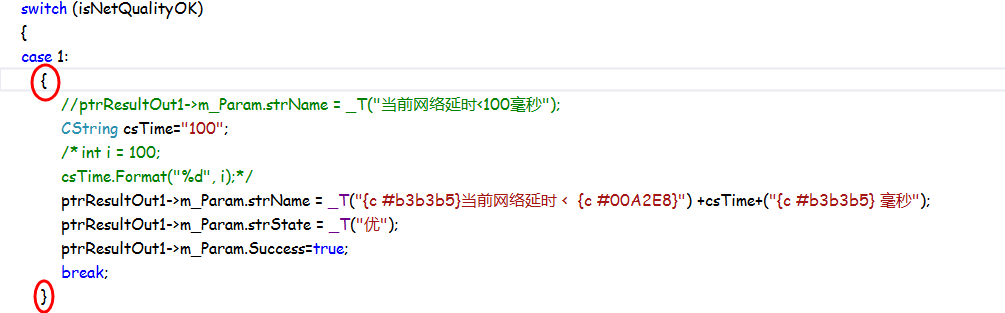 switch (isNetQualityOK)
{
case 1:
{
//ptrResultOut1->m_Param.strName = _T("当前网络延时<100毫秒");
CString csTime="100";
/* int i = 100;
csTime.Format("%d", i);*/
ptrResultOut1->m_Param.strName = _T("{c #b3b3b5}当前网络延时 < {c #00A2E8}") +csTime+("{c #b3b3b5} 毫秒");
ptrResultOut1->m_Param.strState = _T("优");
ptrResultOut1->m_Param.Success=true;
break;
}